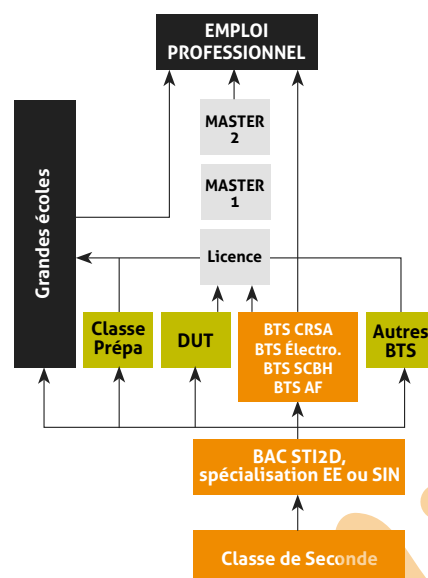 EMPLOI
PROFESSIONNEL
MASTER
2
MASTER
1
Grandes écoles
Licence
Classe
Prépa
DUT
BTS CRSA
BTS Électro.
BTS SCBH
BTS AF
Autres
BTS
BAC STI2D,
spécialisation EE ou SIN
Classe de Seconde